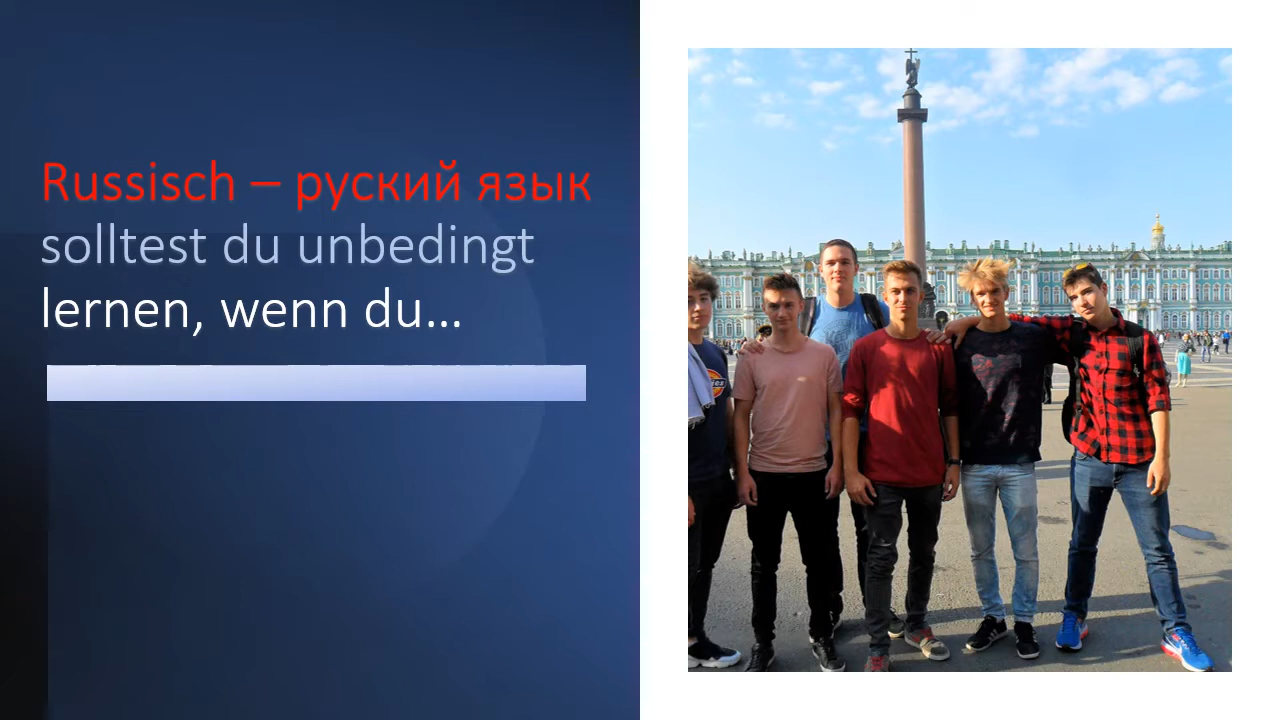 Russisch – руский язык
solltest du unbedingt
lernen, wenn du...